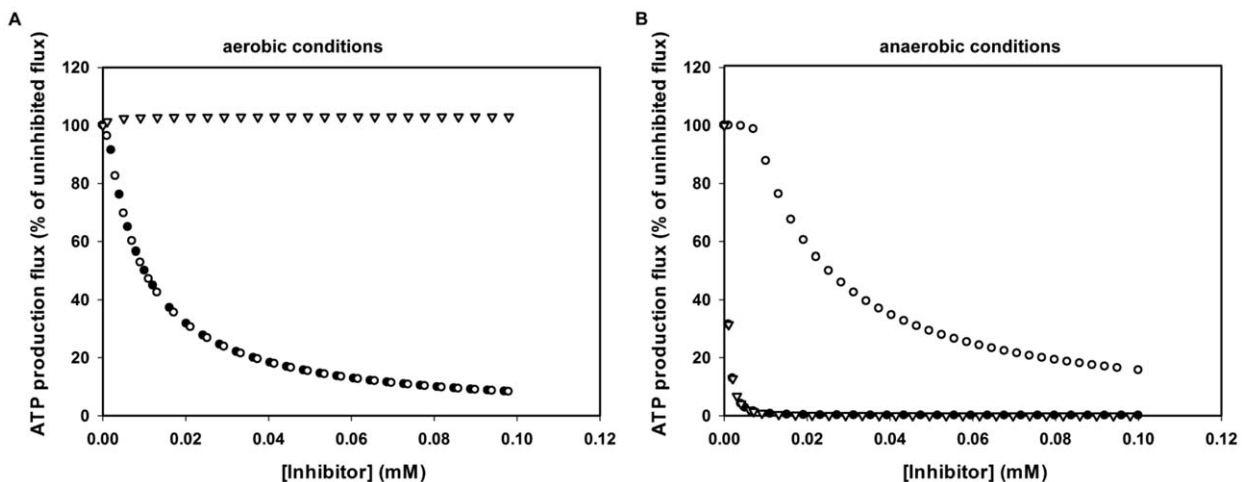 A
aerobic conditions
ATP production flux (% of uninhibited flux)
120
100
80
60
40
20
0
0.00 0.02 0.04 0.06 0.08 0.10 0.12
[Inhibitor] (mM)
B
anaerobic conditions
ATP production flux (% of uninhibited flux)
120
100
80
60
40
20
0
0.00 0.02 0.04 0.06 0.08 0.10 0.12
[Inhibitor] (mM)